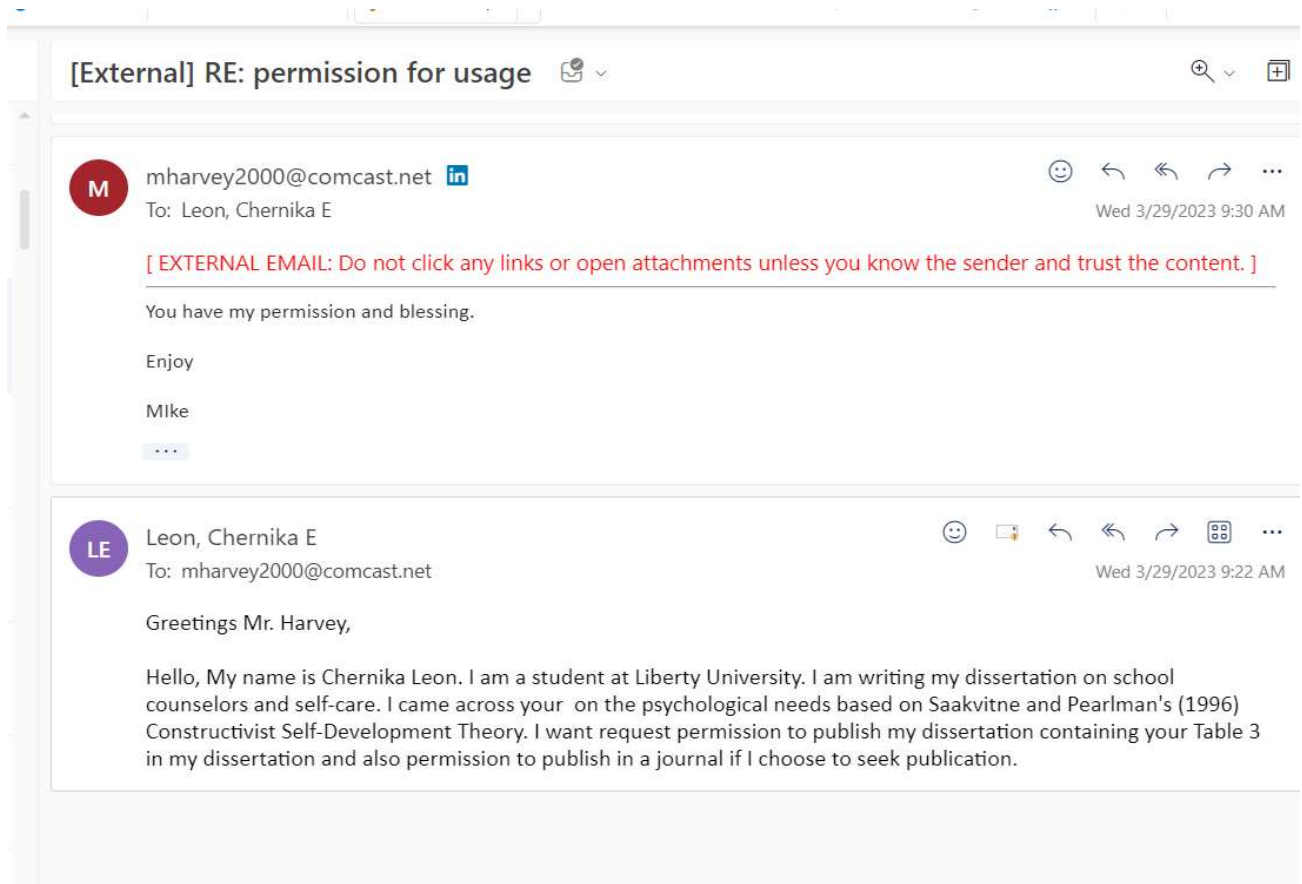 [External] RE: permission for usage
M
mharvey2000@comcast.net in
To: Leon, Chernika E
Wed 3/29/2023 9:30 AM
[ EXTERNAL EMAIL: Do not click any links or open attachments unless you know the sender and trust the content. ]
You have my permission and blessing.
Enjoy
MIke
...
LE
Leon, Chernika E
To: mharvey2000@comcast.net
Wed 3/29/2023 9:22 AM
Greetings Mr. Harvey,
Hello, My name is Chernika Leon. I am a student at Liberty University. I am writing my dissertation on school
counselors and self-care. I came across your  on the psychological needs based on Saakvitne and Pearlman's (1996)
Constructivist Self-Development Theory. I want request permission to publish my dissertation containing your Table 3
in my dissertation and also permission to publish in a journal if I choose to seek publication.